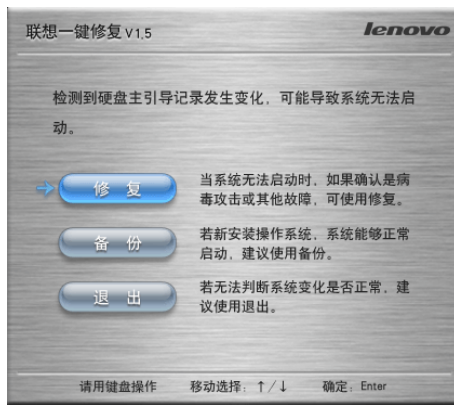 联想一键修复V1.5
lenovo
检测到硬盘主引导记录发生变化，可能导致系统无法启
动。
修 复
当系统无法启动时，如果确认是病
毒攻击或其他故障，可使用修复。
备 份
若新安装操作系统，系统能够正常
启动，建议使用备份。
退 出
若无法判断系统变化是否正常，建
议使用退出。
请用键盘操作 移动选择：↑/↓ 确定：Enter